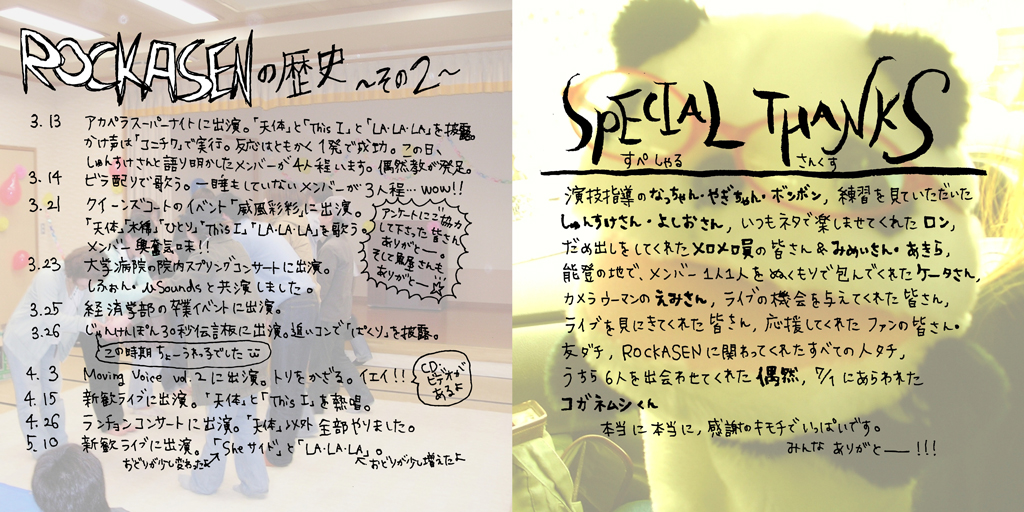 ROCKASENの歴史 〜その2〜
3.13 アカペラスーパーナイトに出演。「天体」と「This I」と「LA・LA・LA」を披露。
かけ声は「コニチワ」で実行。反応はともかく1発で成功。この日、
しゅんすけさんと語り明かしたメンバーが4人程います。偶然教が発足。
3.14 ビラ配りで歌らう。一睡もしていないメンバーが3人程… wow!!
3.21 クイーンズコートのイベント「威風彩彩」に出演。
「天体」「木綿」「ひとり」「This I」「LA・LA・LA」を歌う。
メンバー興奮気味!!
アンケートにご協力
して下さった皆さん
ありがと〜。
そして風屋さんも
ありがと〜!!
3.23 大学病院の院内スプリングコンサートに出演。
しふぉん・μSoundsと共演しました。
3.25 経済学部の卒業イベントに出演。
3.26 じゃんけんぽん30秒伝言板に出演。追いコンで「ぱくり」を披露。
この時期ちょーうれるでした
4.3 Moving Voice vol.2に出演。トリをかざる。イエイ!!
CDと
ビデオが
あるよ
4.15 新歓ライブに出演。「天体」と「This I」を熱唱。
4.26 ランチョンコンサートに出演。「天体」以外全部やりました。
5.10 新歓ライブに出演。「Sheサイド」と「LA・LA・LA」。
おどりが少し変わったよ
おどりが少し増えたよ
SPECIAL THANKS
すぺしゃる さんくす
演技指導のなっちゃん・やぎちゃん・ボンボン, 練習を見ていただいた
しゅんすけさん・よしおさん, いつもネタで楽しませてくれたロン,
だめ出しをしてくれたメロメロ員の皆さん&みめいさん・あきら,
能登の地で, メンバー1人1人をぬくもりで包んでくれたケータさん,
カメラウーマンのえみさん, ライブの機会を与えてくれた皆さん,
ライブを見にきてくれた皆さん, 応援してくれたファンの皆さん・
友ダチ, ROCKASENに関わってくれたすべての人タチ,
うちら6人を出会わせてくれた偶然, 7/1にあらわれた
コガネムシくん
本当に本当に, 感謝のキモチでいっぱいです。
みんなありがと――!!!